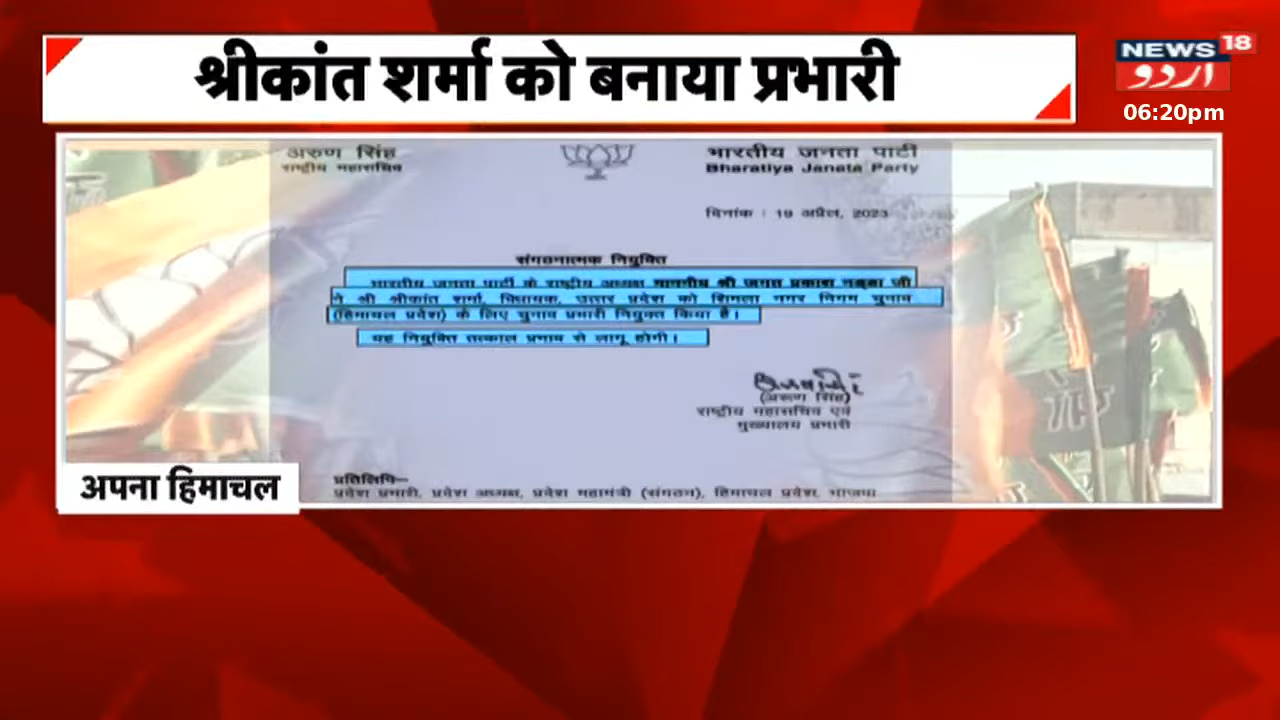 श्रीकांत शर्मा को बनाया प्रभारी
NEWS 18
اردو
06:20pm
अरुण सिंह
राष्ट्रीय महासचिव
भारतीय जनता पार्टी
Bharatiya Janata Party
दिनांक : 19 अप्रैल, 2023
संगठनात्मक नियुक्ति
भारतीय जनता पार्टी के राष्ट्रीय अध्यक्ष माननीय श्री जगत प्रकाश नड्डा जी
ने श्री श्रीकांत शर्मा, विधायक, उत्तर प्रदेश को शिमला नगर निगम चुनाव
(हिमाचल प्रदेश) के लिए चुनाव प्रभारी नियुक्त किया है।
यह नियुक्ति तत्काल प्रभाव से लागू होगी।
(अरुण सिंह)
राष्ट्रीय महासचिव एवं
मुख्यालय प्रभारी
प्रतिलिपि—
प्रदेश प्रभारी, प्रदेश अध्यक्ष, प्रदेश महामंत्री (संगठन), हिमाचल प्रदेश, भाजपा
अपना हिमाचल